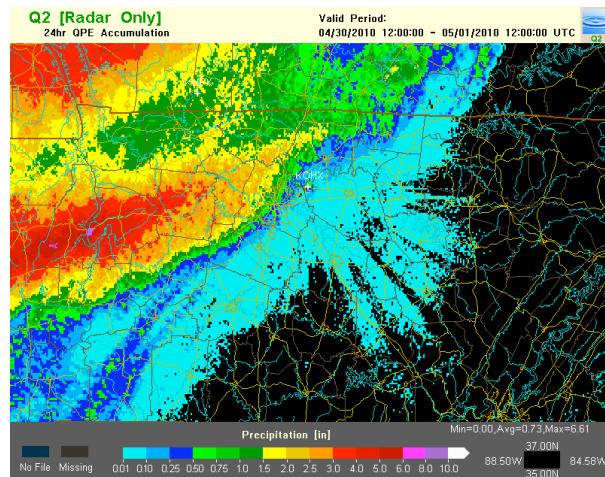 Q2 [Radar Only]
24hr QPE Accumulation
Valid Period:
04/30/2010 12:00:00 - 05/01/2010 12:00:00 UTC
Q2
KOHX
Min=0.00,Avg=0.73,Max=6.61
Precipitation [in]
No File Missing
0.01 0.10 0.25 0.50 0.75 1.00 1.5 2.0 2.5 3.0 4.0 5.0 6.0 8.0 10.0
37.00N
88.50W 84.58W
35.00N